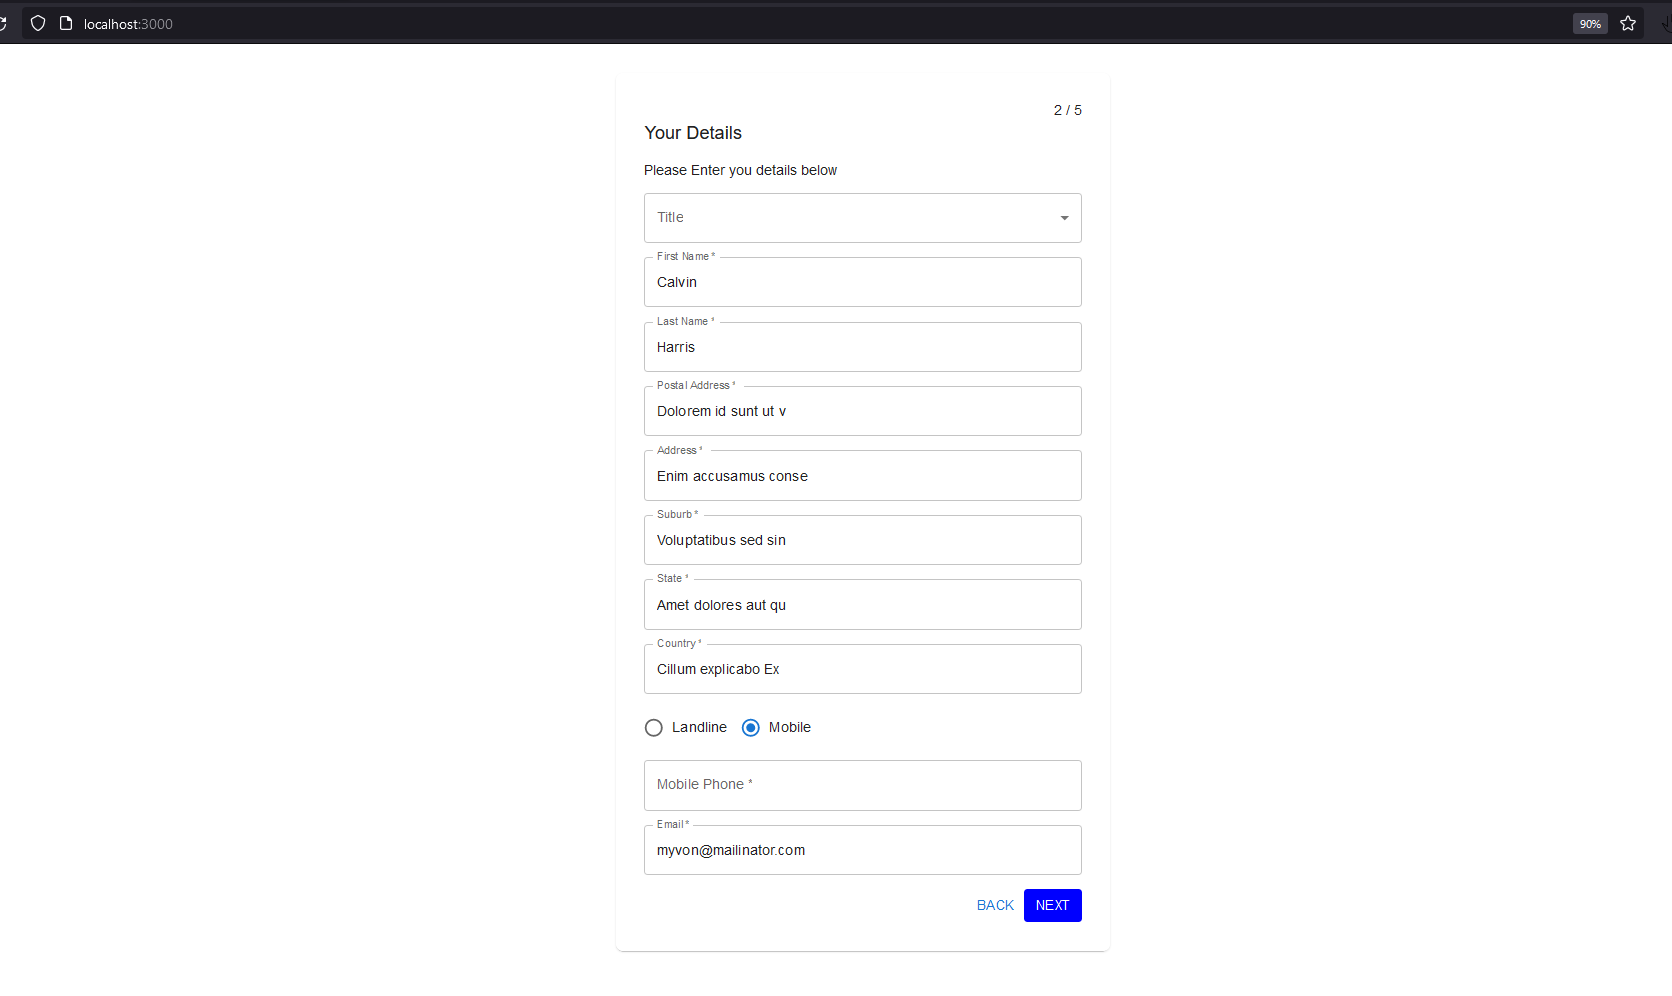 localhost:3000
90%
2 / 5
Your Details
Please Enter you details below
Title
First Name *
Calvin
Last Name *
Harris
Postal Address *
Dolorem id sunt ut v
Address *
Enim accusamus conse
Suburb *
Voluptatibus sed sin
State *
Amet dolores aut qu
Country *
Cillum explicabo Ex
Landline Mobile
Mobile Phone *
Email *
myvon@mailinator.com
BACK NEXT